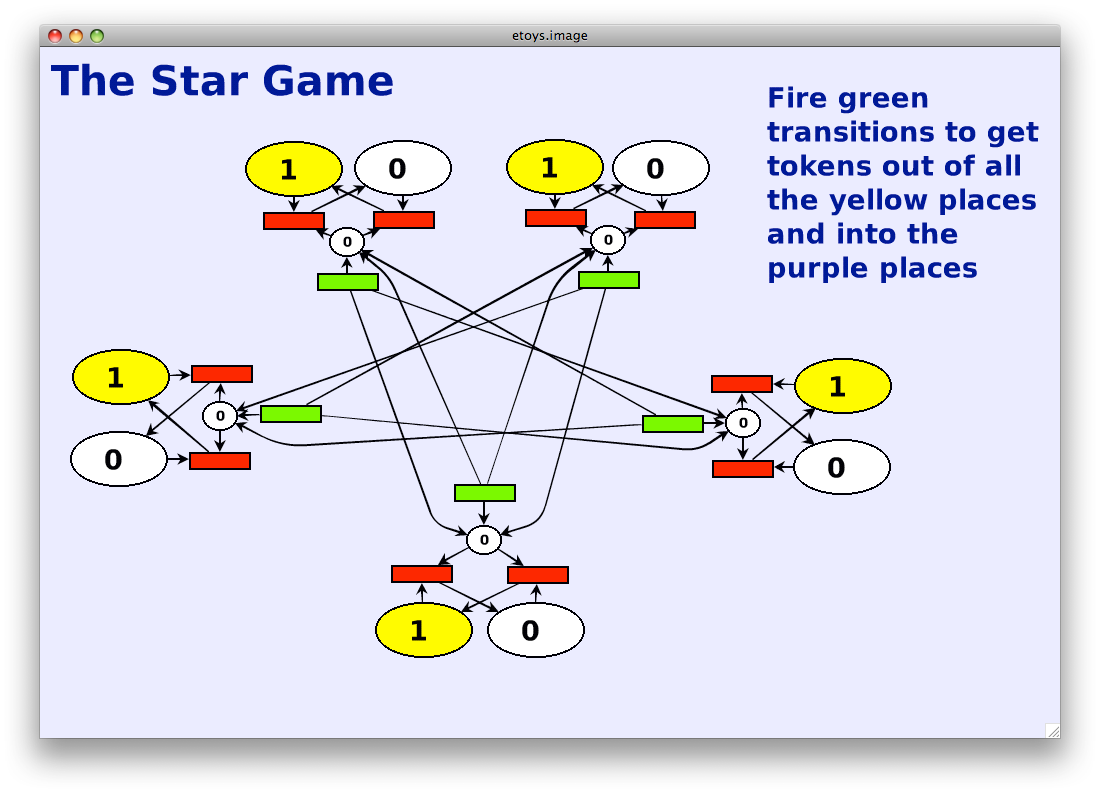 etoys.image
The Star Game
Fire green
transitions to get
tokens out of all
the yellow places
and into the
purple places
1 0 1 0
0 0
1 1
0 0
0 0
0
1 0